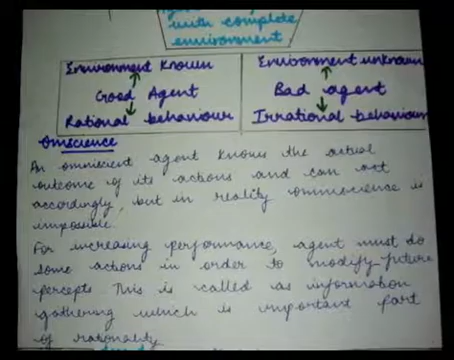 with complete
environment
Environment Known
Good Agent
Rational behaviour
Environment unknown
Bad agent
Irrational behaviour
Omscience
An omniscient agent knows the actual
outcome of its actions and can act
accordingly, but in reality omniscience is
impossible.
For increasing performance, agent must do
some actions in order to modify future
percepts. This is called as information
gathering which is important part
of rationality